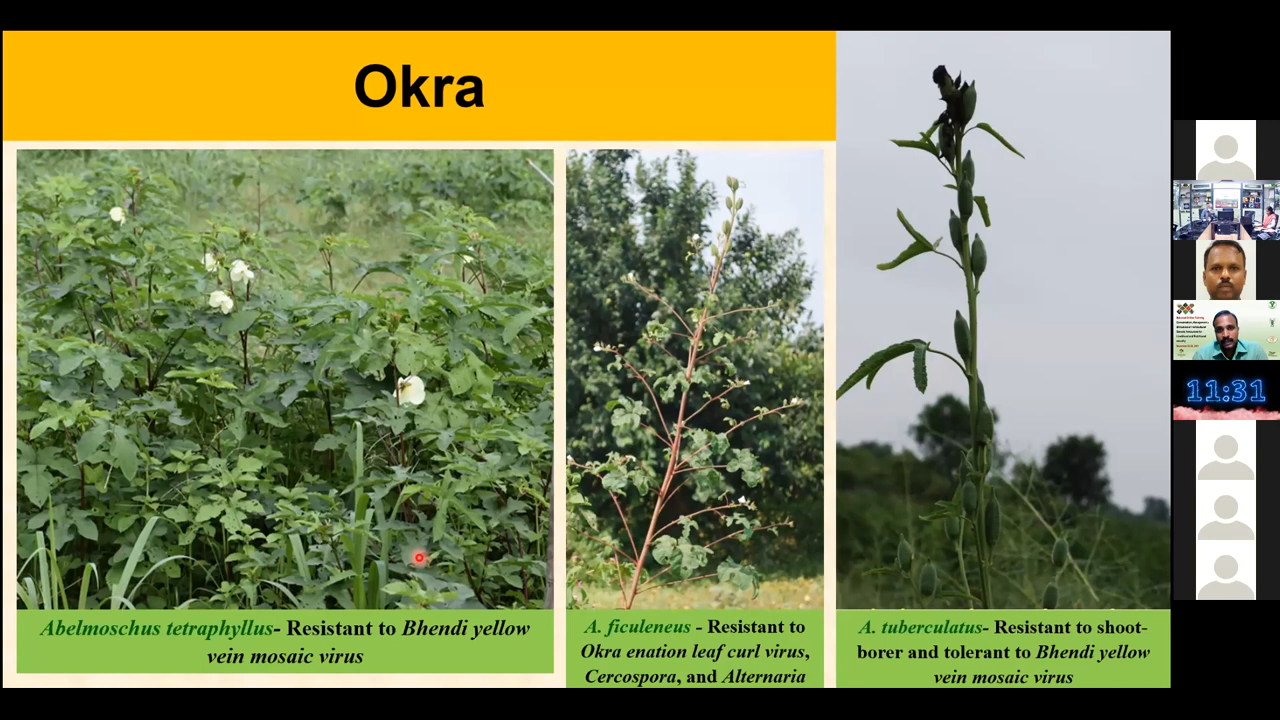 Okra
Abelmoschus tetraphyllus- Resistant to Bhendi yellow
vein mosaic virus
A. ficuleneus - Resistant to
Okra enation leaf curl virus,
Cercospora, and Alternaria
A. tuberculatus- Resistant to shoot-
borer and tolerant to Bhendi yellow
vein mosaic virus
11:31